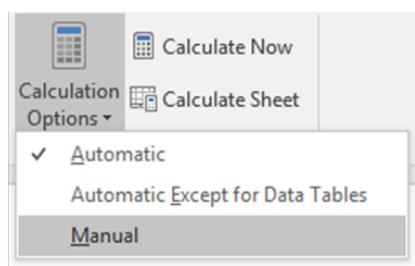 Calculate Now
Calculation
Options
Calculate Sheet
Automatic
Automatic Except for Data Tables
Manual